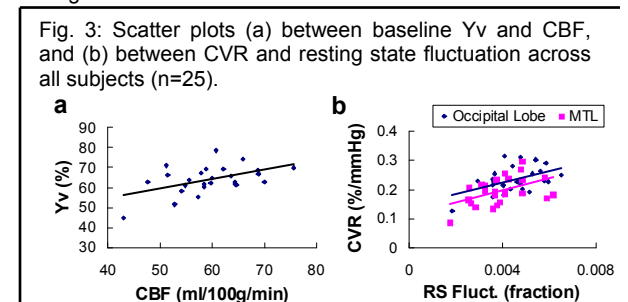 Fig. 3: Scatter plots (a) between baseline Yv and CBF,
and (b) between CVR and resting state fluctuation across
all subjects (n=25).
a
b
Occipital Lobe
MTL
90
80
70
60
50
40
30
Yv (%)
40 50 60 70 80
CBF (ml/100g/min)
0.4
0.3
0.2
0.1
0
CVR (%/mmHg)
0 0.004 0.008
RS Fluct. (fraction)